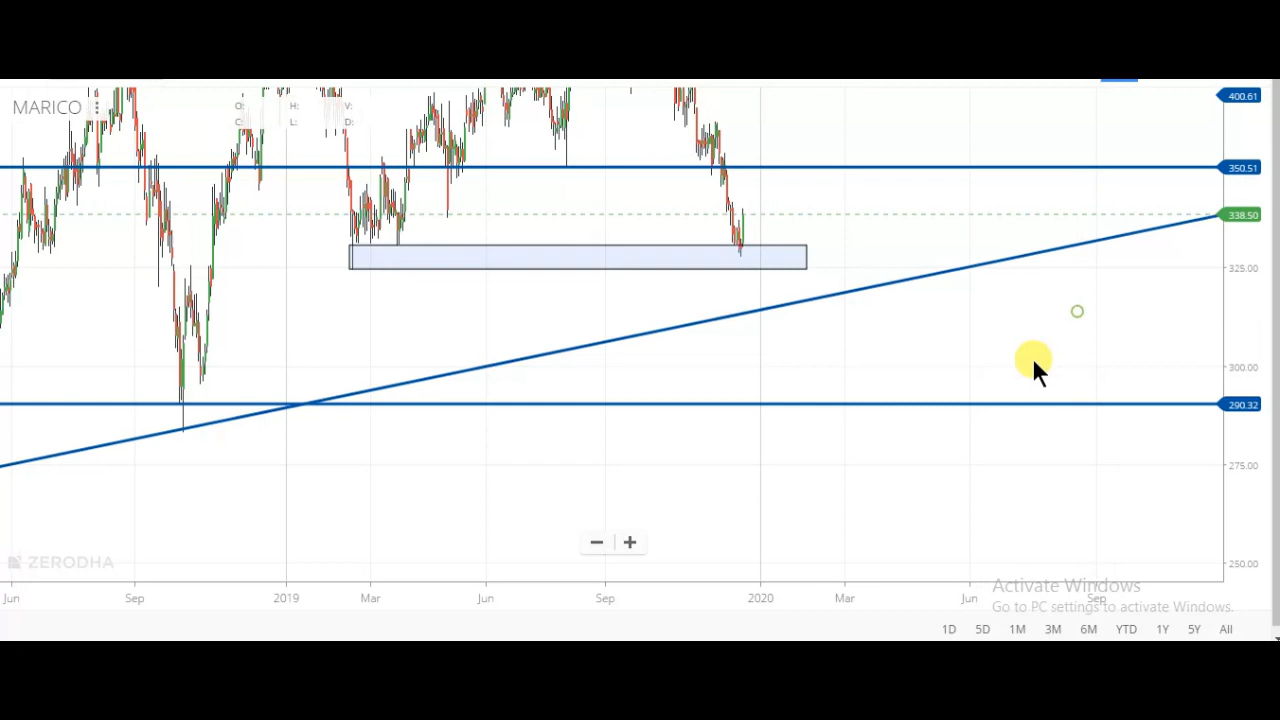 MARICO
O: H: V:
C: L: D:
400.61
350.51
338.50
325.00
300.00
290.32
275.00
250.00
ZERODHA
Jun Sep 2019 Mar Jun Sep 2020 Mar Jun Sep
Activate Windows
Go to PC settings to activate Windows.
1D 5D 1M 3M 6M YTD 1Y 5Y All